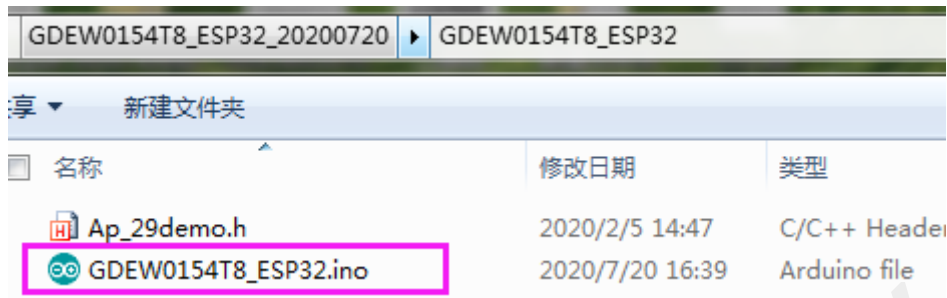 GDEW0154T8_ESP32_20200720 GDEW0154T8_ESP32
享 新建文件夹
名称 修改日期 类型
Ap_29demo.h 2020/2/5 14:47 C/C++ Header
GDEW0154T8_ESP32.ino 2020/7/20 16:39 Arduino file